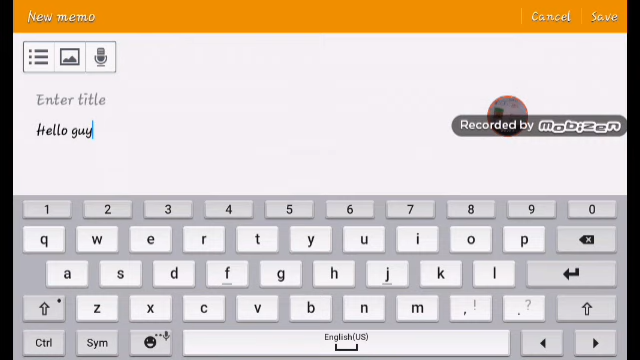 New memo Cancel Save
Enter title
Hello guy
Recorded by mobizen
1 2 3 4 5 6 7 8 9 0
q w e r t y u i o p
a s d f g h j k l
z x c v b n m , ! . ?
Ctrl Sym English(US)